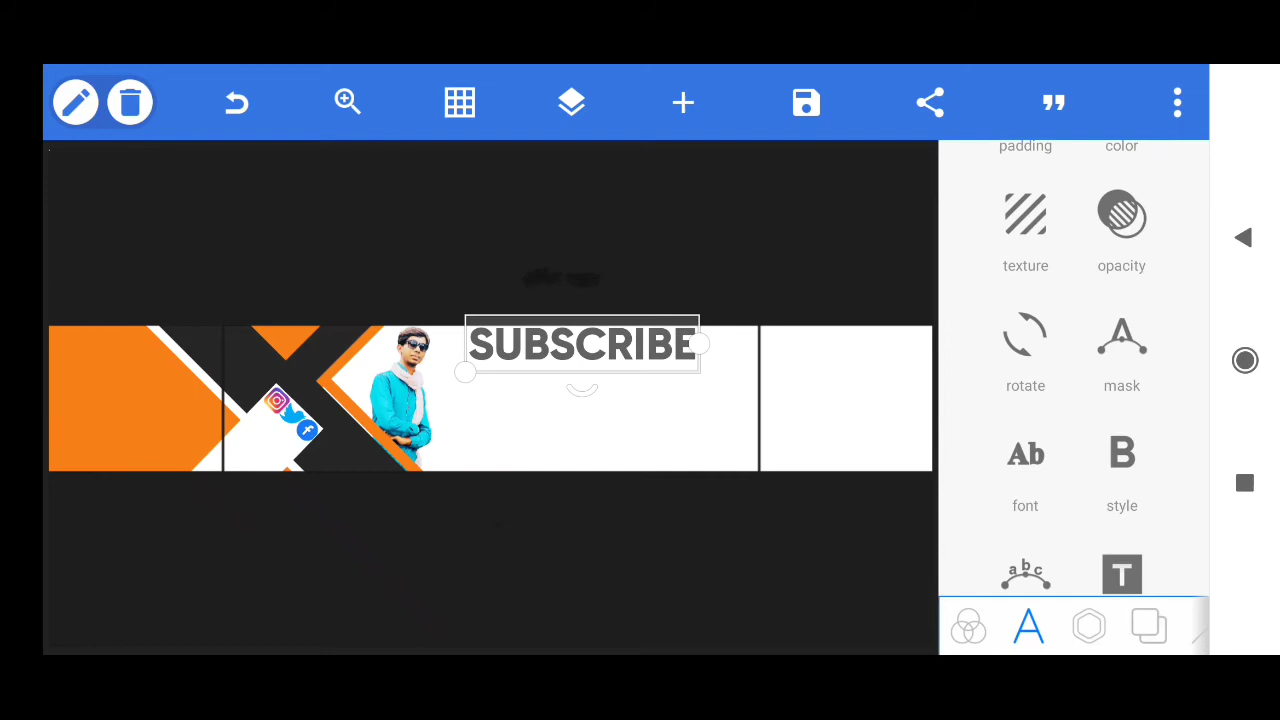 padding color
SUBSCRIBE
texture opacity
rotate mask
Ab B
font style
abc T
A